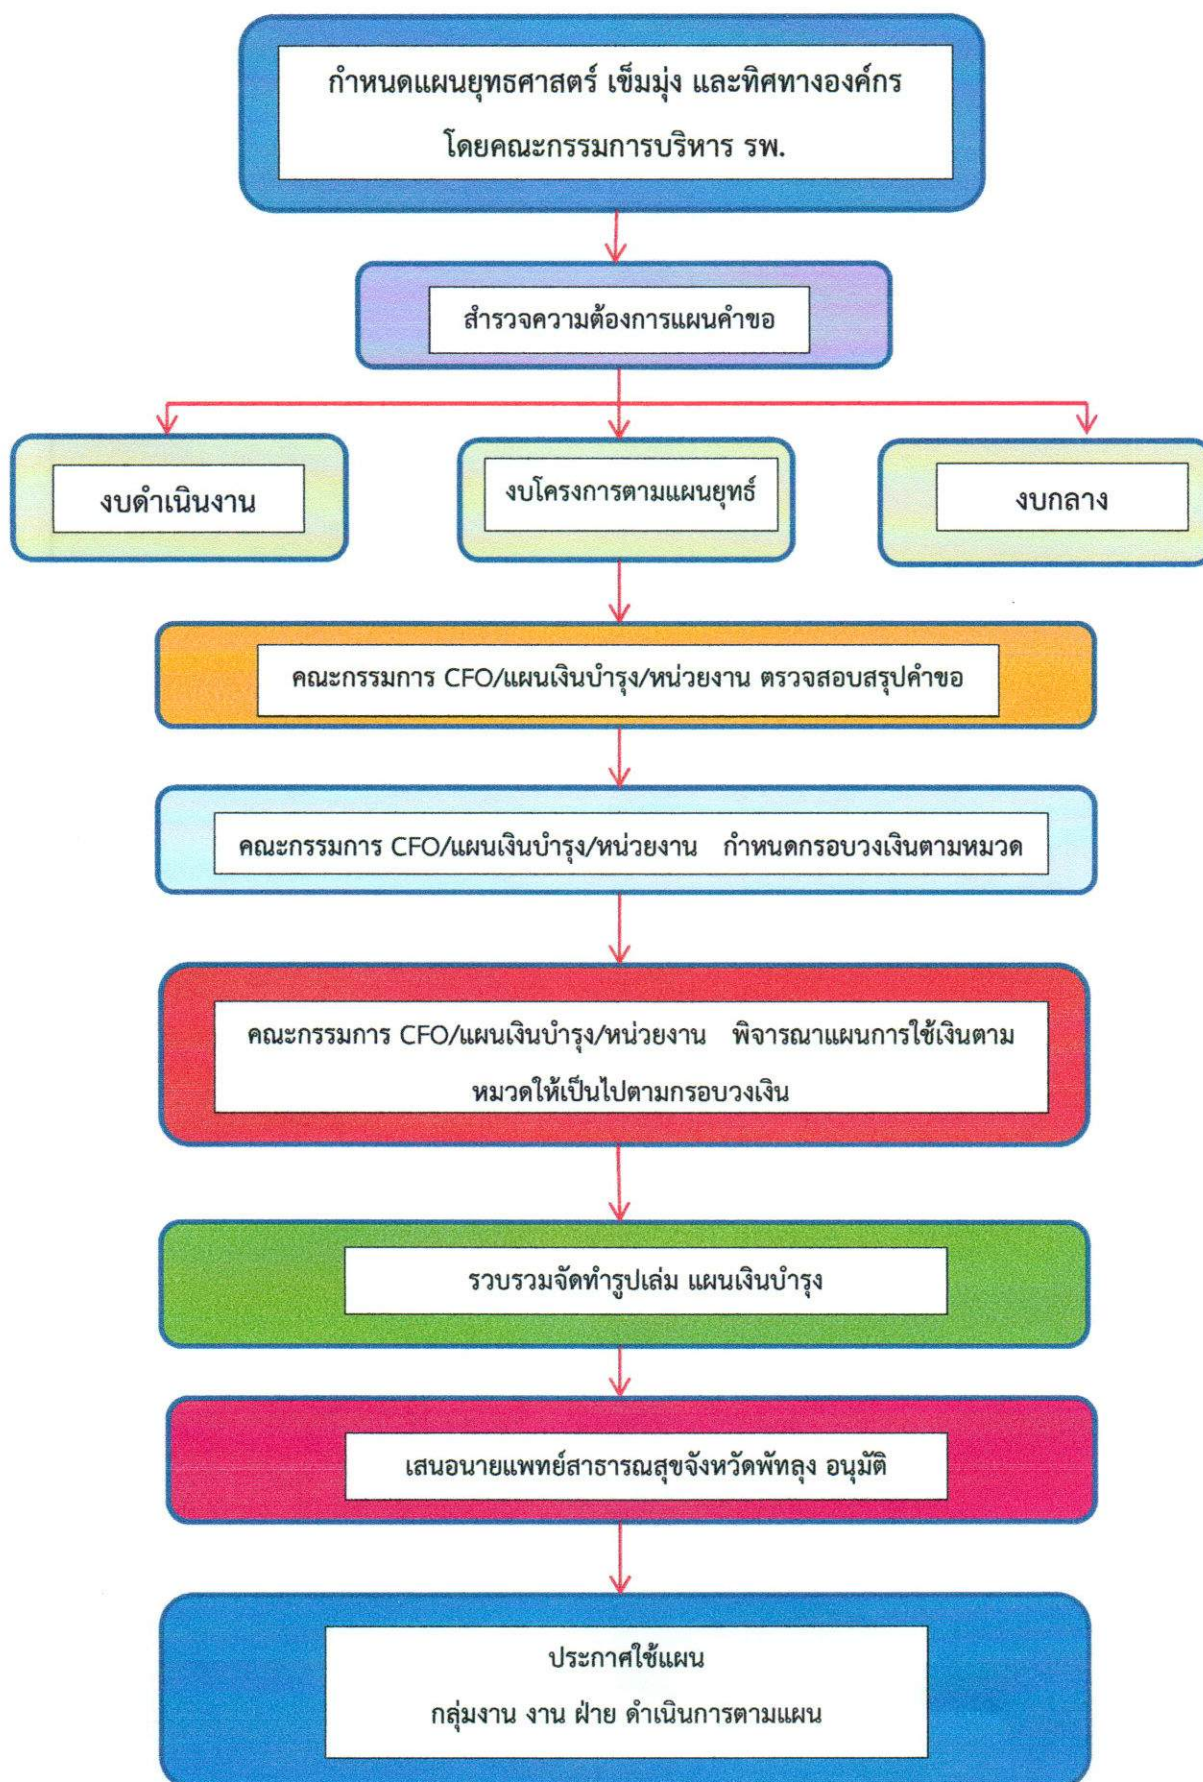 กำหนดแผนยุทธศาสตร์ เข็มมุ่ง และทิศทางองค์กร
โดยคณะกรรมการบริหาร รพ.
สำรวจความต้องการแผนคำขอ
งบดำเนินงาน
งบโครงการตามแผนยุทธ์
งบกลาง
คณะกรรมการ CFO/แผนเงินบำรุง/หน่วยงาน ตรวจสอบสรุปคำขอ
คณะกรรมการ CFO/แผนเงินบำรุง/หน่วยงาน กำหนดกรอบวงเงินตามหมวด
คณะกรรมการ CFO/แผนเงินบำรุง/หน่วยงาน พิจารณาแผนการใช้เงินตาม
หมวดให้เป็นไปตามกรอบวงเงิน
รวบรวมจัดทำรูปเล่ม แผนเงินบำรุง
เสนอนายแพทย์สาธารณสุขจังหวัดพัทลุง อนุมัติ
ประกาศใช้แผน
กลุ่มงาน งาน ฝ่าย ดำเนินการตามแผน